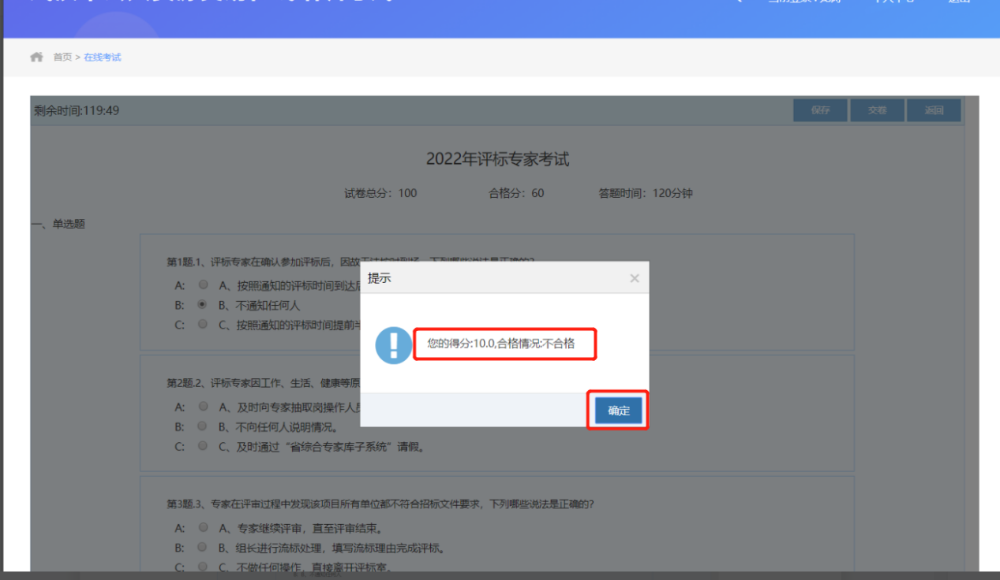 首页 > 在线考试
剩余时间:119:49
保存 交卷 返回
2022年评标专家考试
试卷总分：100 合格分：60 答题时间：120分钟
一、单选题
第1题.1、评标专家在确认参加评标后，因故
A: A、按照通知的评标时间到达
B: B、不通知任何人
C: C、按照通知的评标时间提前
提示
×
您的得分:10.0,合格情况:不合格
确定
第2题.2、评标专家因工作、生活、健康等原
A: A、及时向专家抽取岗操作人
B: B、不向任何人说明情况。
C: C、及时通过“省综合专家库子系统”请假。
第3题.3、专家在评审过程中发现该项目所有单位都不符合招标文件要求，下列哪些说法是正确的?
A: A、专家继续评审，直至评审结束。
B: B、组长进行流标处理，填写流标理由完成评标。
C: C、不做任何操作，直接离开评标室。